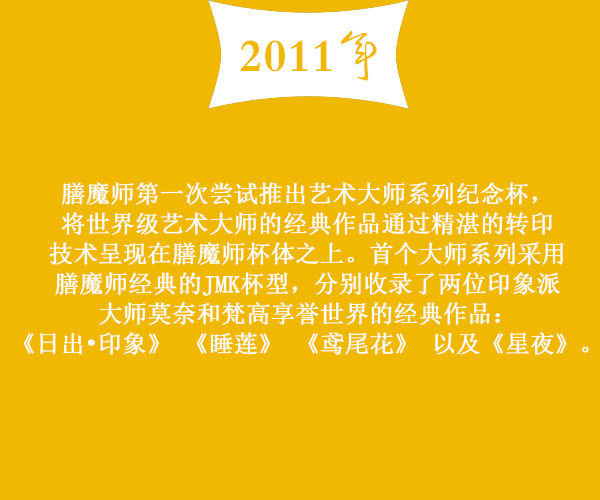 2011年
膳魔师第一次尝试推出艺术大师系列纪念杯，
将世界级艺术大师的经典作品通过精湛的转印
技术呈现在膳魔师杯体之上。首个大师系列采用
膳魔师经典的JMK杯型，分别收录了两位印象派
大师莫奈和梵高享誉世界的经典作品：
《日出•印象》 《睡莲》 《鸢尾花》 以及《星夜》。